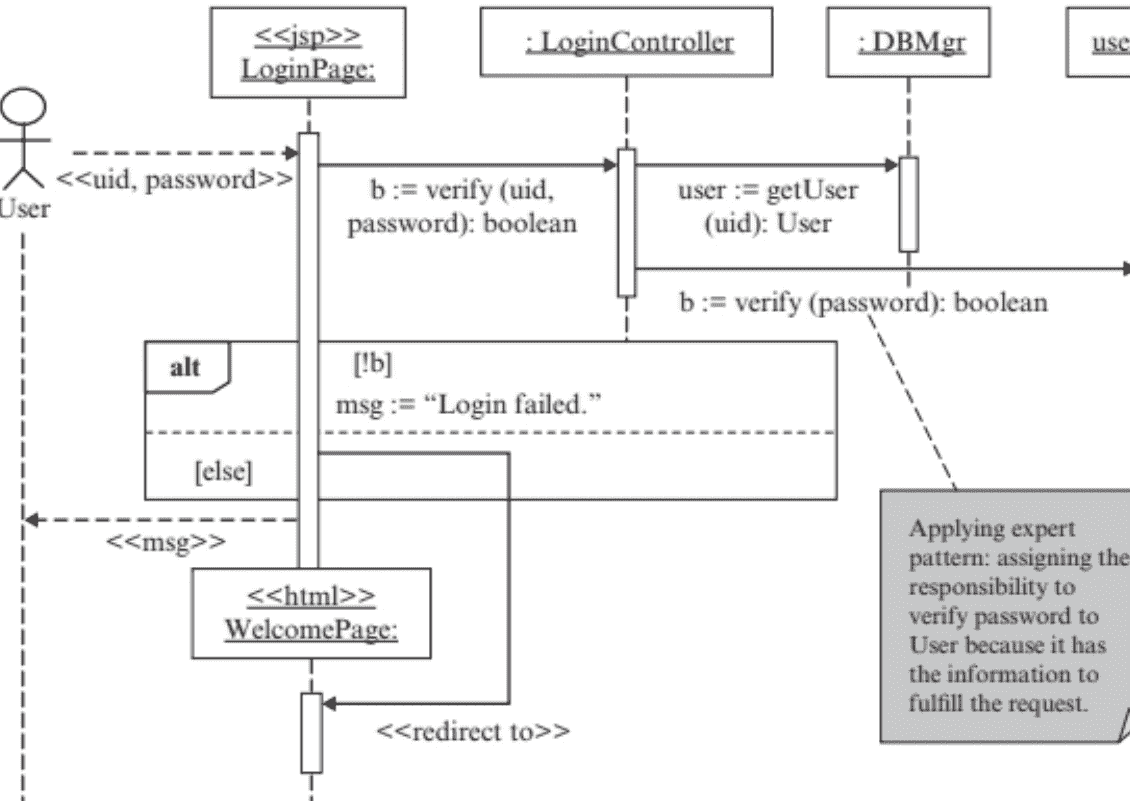 <<jsp>>
LoginPage:
: LoginController
: DBMgr
use
<<uid, password>>
User
b := verify (uid,
password): boolean
user := getUser
(uid): User
b := verify (password): boolean
alt
[!b]
msg := “Login failed.”
[else]
<<msg>>
<<html>>
WelcomePage:
<<redirect to>>
Applying expert
pattern: assigning the
responsibility to
verify password to
User because it has
the information to
fulfill the request.